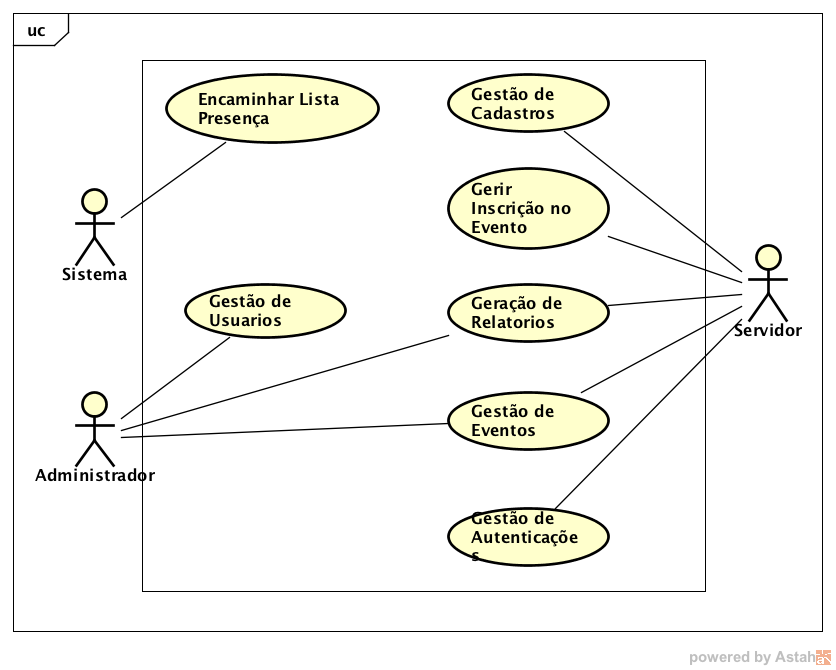 uc
Encaminhar Lista
Presença
Gestão de
Cadastros
Gerir
Inscrição no
Evento
Sistema
Gestão de
Usuarios
Geração de
Relatorios
Servidor
Gestão de
Eventos
Administrador
Gestão de
Autenticaçõe
s
powered by Astah